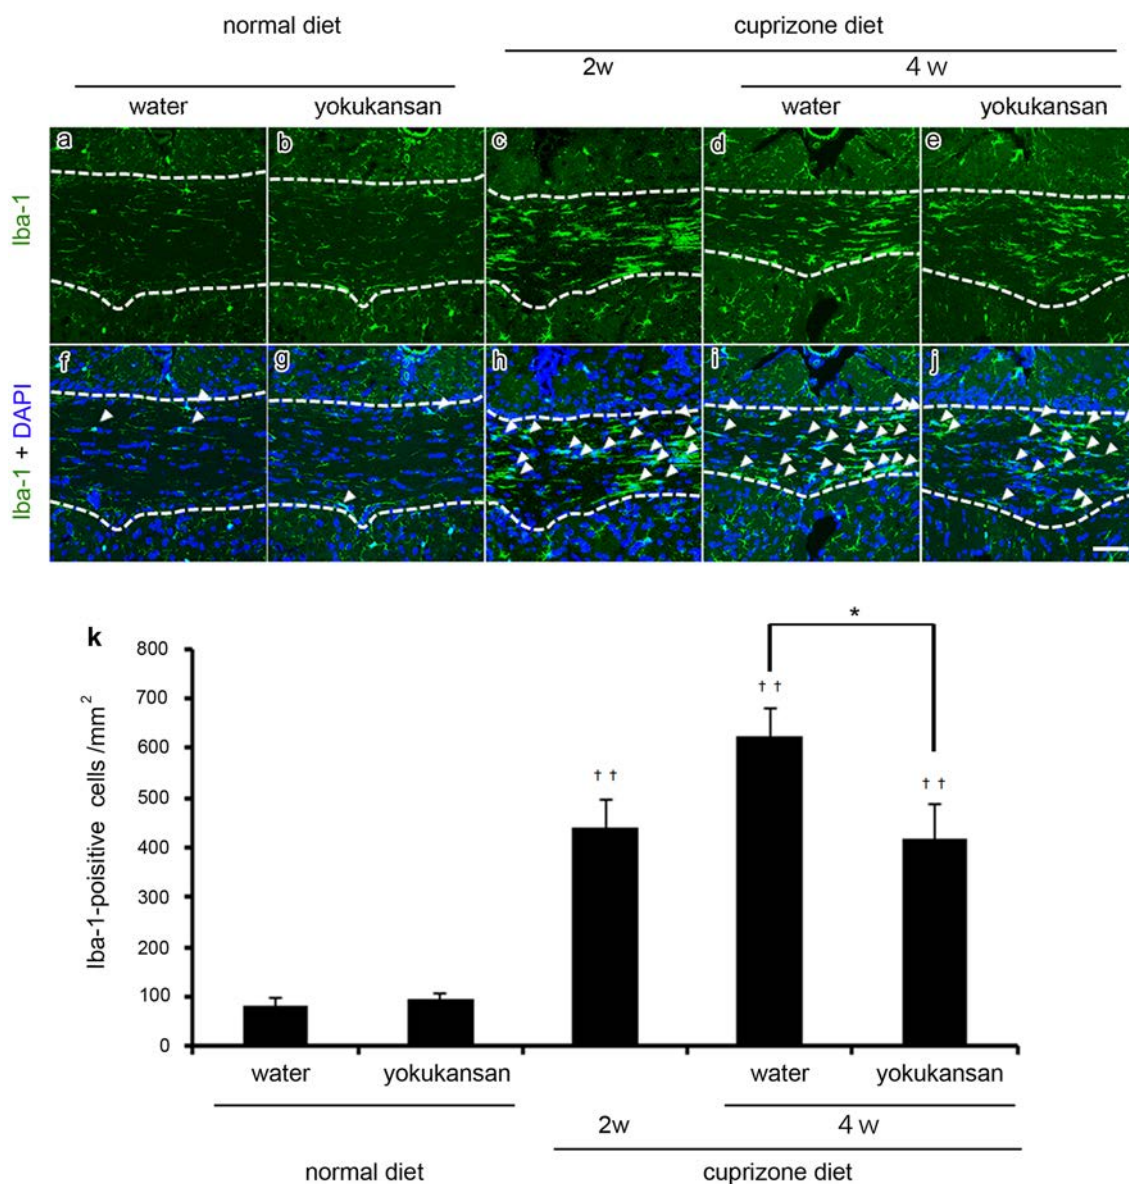 normal diet
cuprizone diet
2w
4 w
water
yokukansan
water
yokukansan
Iba-1
a
b
c
d
e
Iba-1 + DAPI
f
g
h
i
j
k
Iba-1-poisitive cells /mm²
800
700
600
500
400
300
200
100
0
*
† †
† †
† †
water
yokukansan
water
yokukansan
2w
4 w
normal diet
cuprizone diet